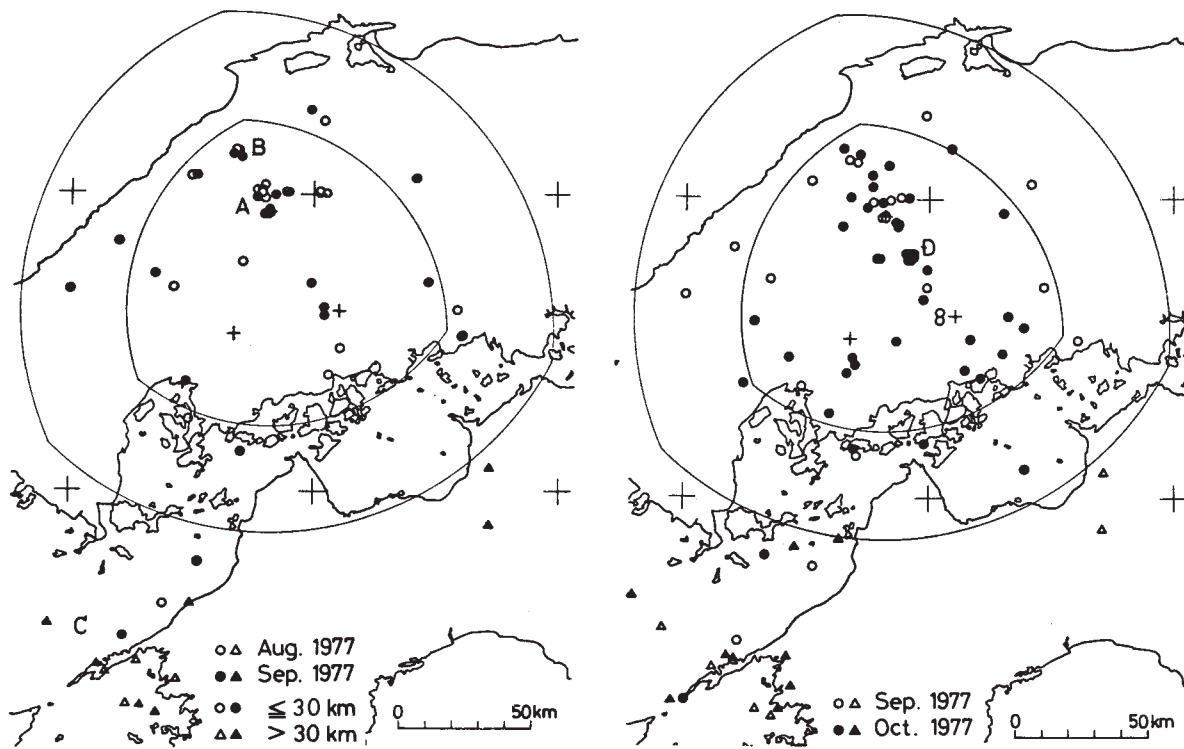 B
A
C
○△ Aug. 1977
●▲ Sep. 1977
○● ≦ 30 km
△▲ > 30 km
0 50km
D
8
○△ Sep. 1977
●▲ Oct. 1977
0 50km